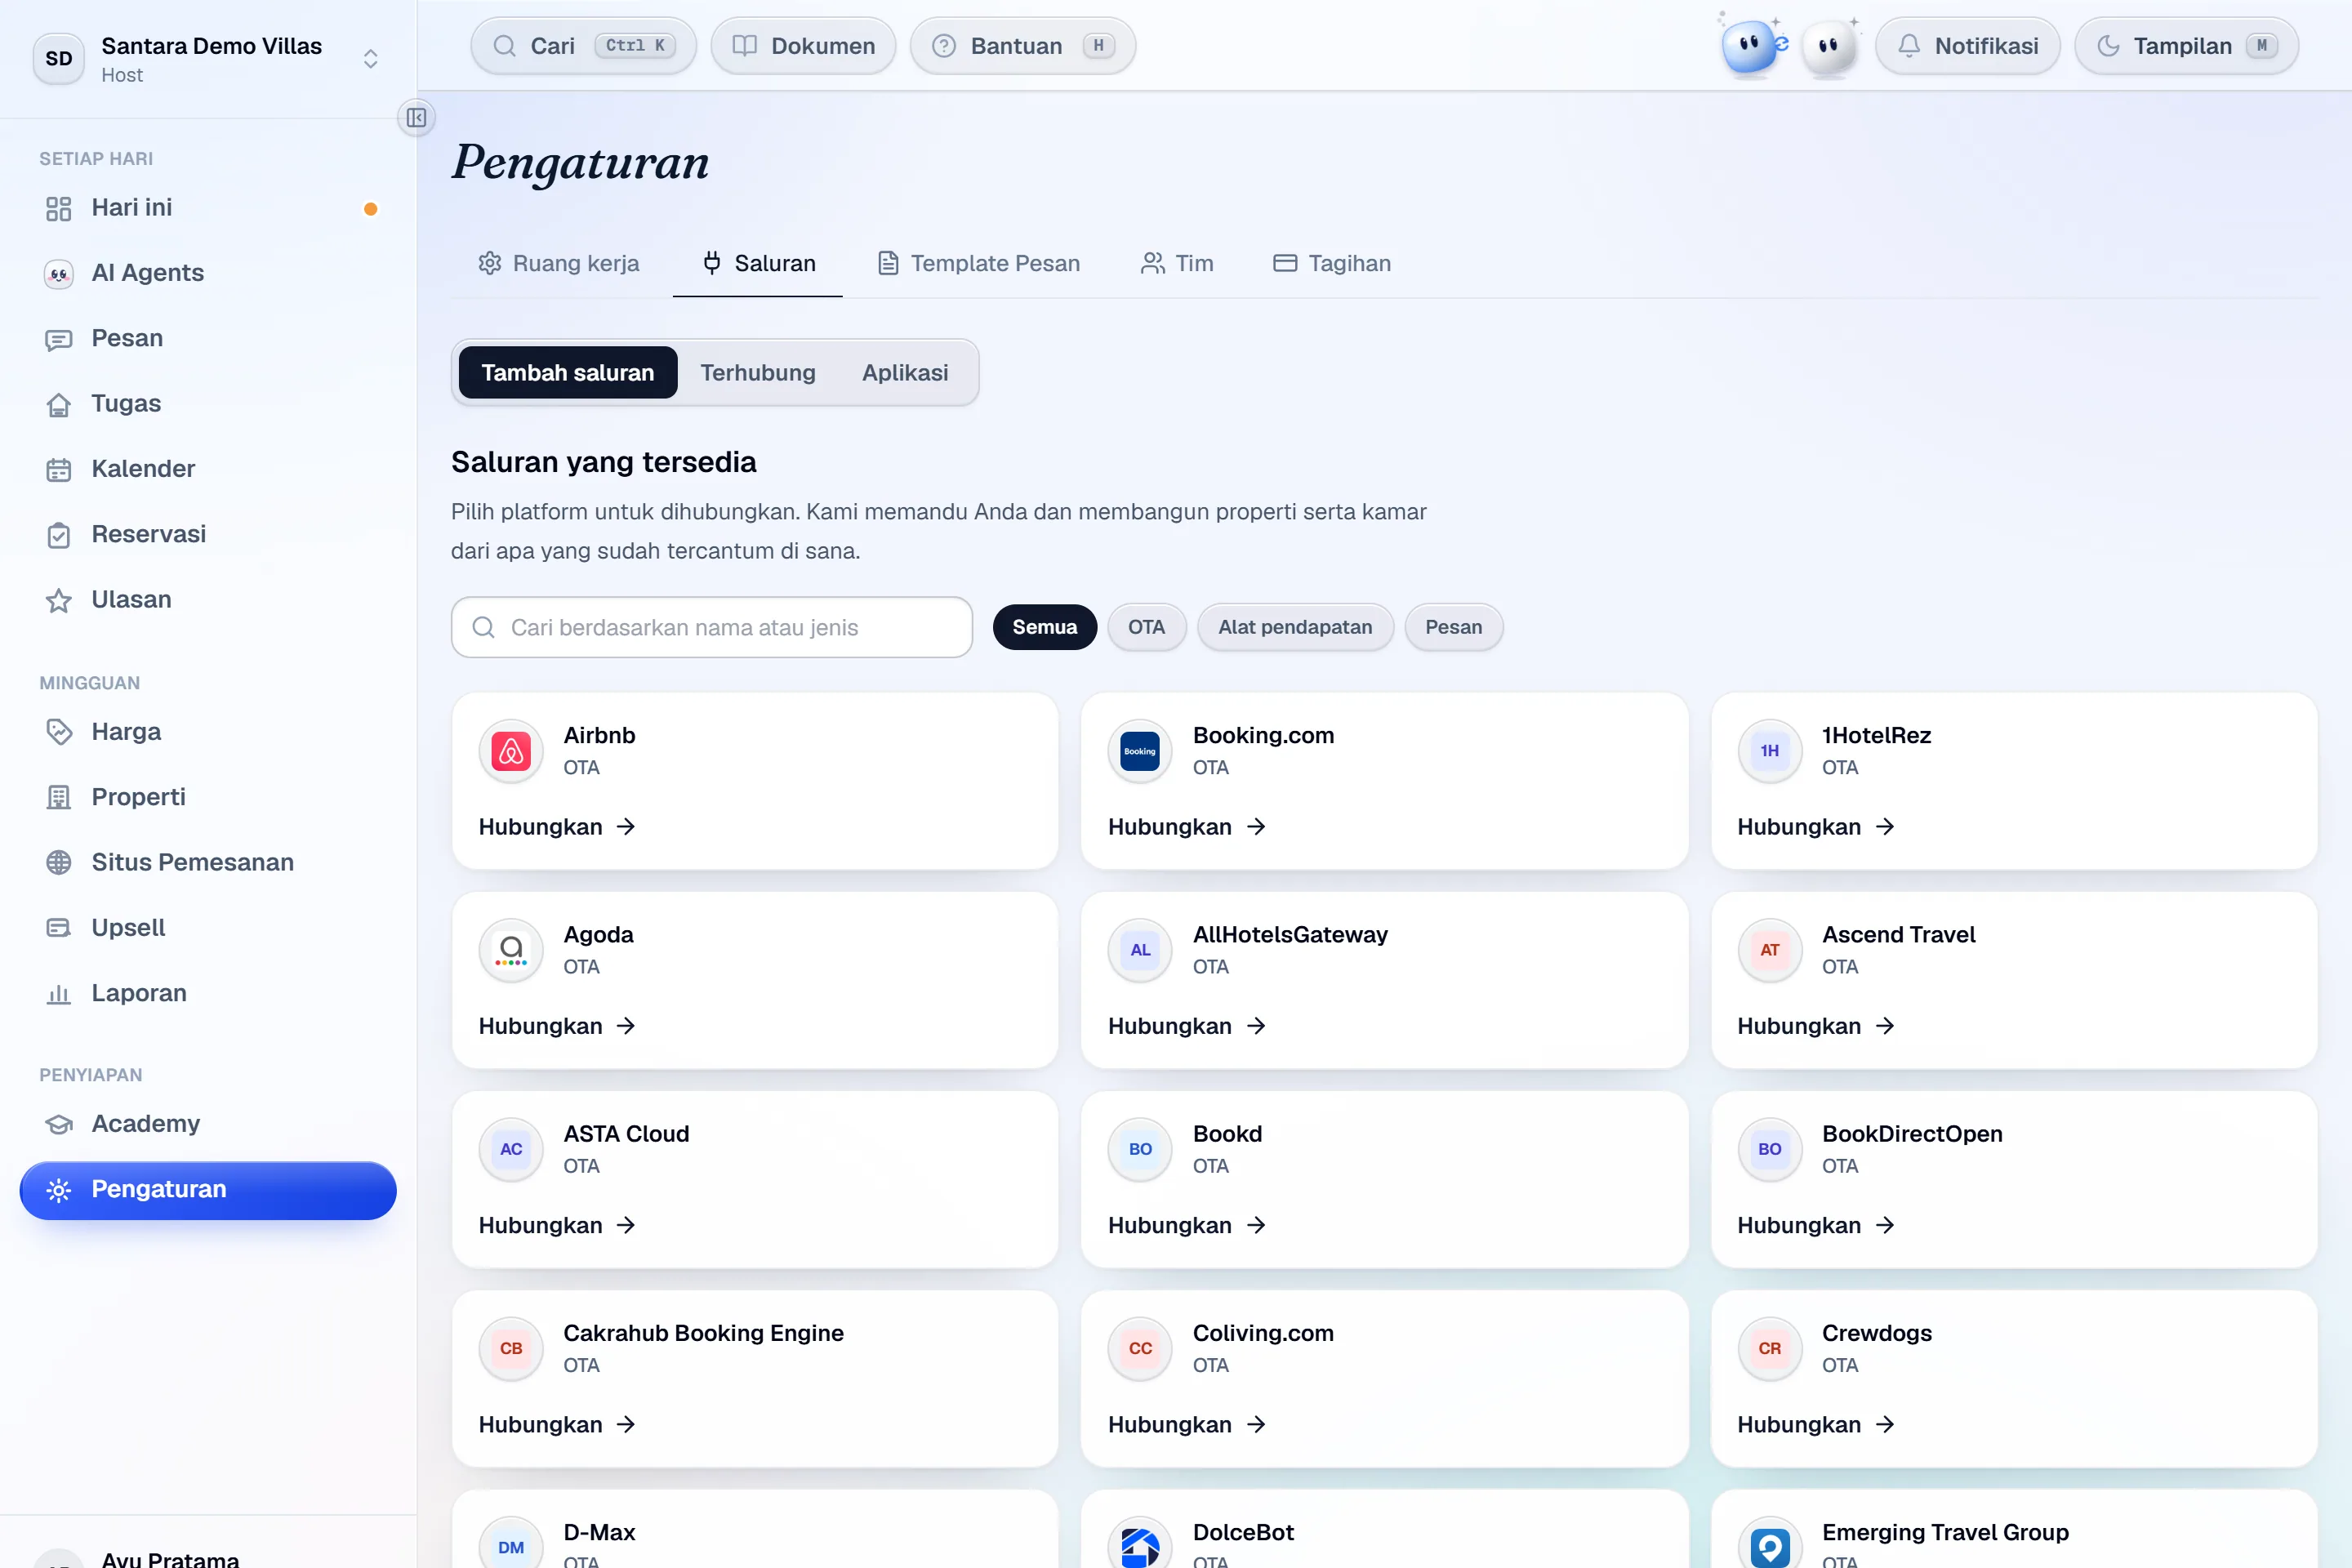 SD
Santara Demo Villas
Host
Cari Ctrl K
Dokumen
Bantuan H
Notifikasi
Tampilan M
SETIAP HARI
Hari ini
AI Agents
Pesan
Tugas
Kalender
Reservasi
Ulasan
MINGGUAN
Harga
Properti
Situs Pemesanan
Upsell
Laporan
PENYIAPAN
Academy
Pengaturan
Ayu Pratama
Pengaturan
Ruang kerja
Saluran
Template Pesan
Tim
Tagihan
Tambah saluran
Terhubung
Aplikasi
Saluran yang tersedia
Pilih platform untuk dihubungkan. Kami memandu Anda dan membangun properti serta kamar
dari apa yang sudah tercantum di sana.
Cari berdasarkan nama atau jenis
Semua
OTA
Alat pendapatan
Pesan
Airbnb
OTA
Hubungkan
Booking
Booking.com
OTA
Hubungkan
1H
1HotelRez
OTA
Hubungkan
Agoda
OTA
Hubungkan
AL
AllHotelsGateway
OTA
Hubungkan
AT
Ascend Travel
OTA
Hubungkan
AC
ASTA Cloud
OTA
Hubungkan
BO
Bookd
OTA
Hubungkan
BO
BookDirectOpen
OTA
Hubungkan
CB
Cakrahub Booking Engine
OTA
Hubungkan
CC
Coliving.com
OTA
Hubungkan
CR
Crewdogs
OTA
Hubungkan
DM
D-Max
OTA
DolceBot
OTA
Emerging Travel Group
OTA